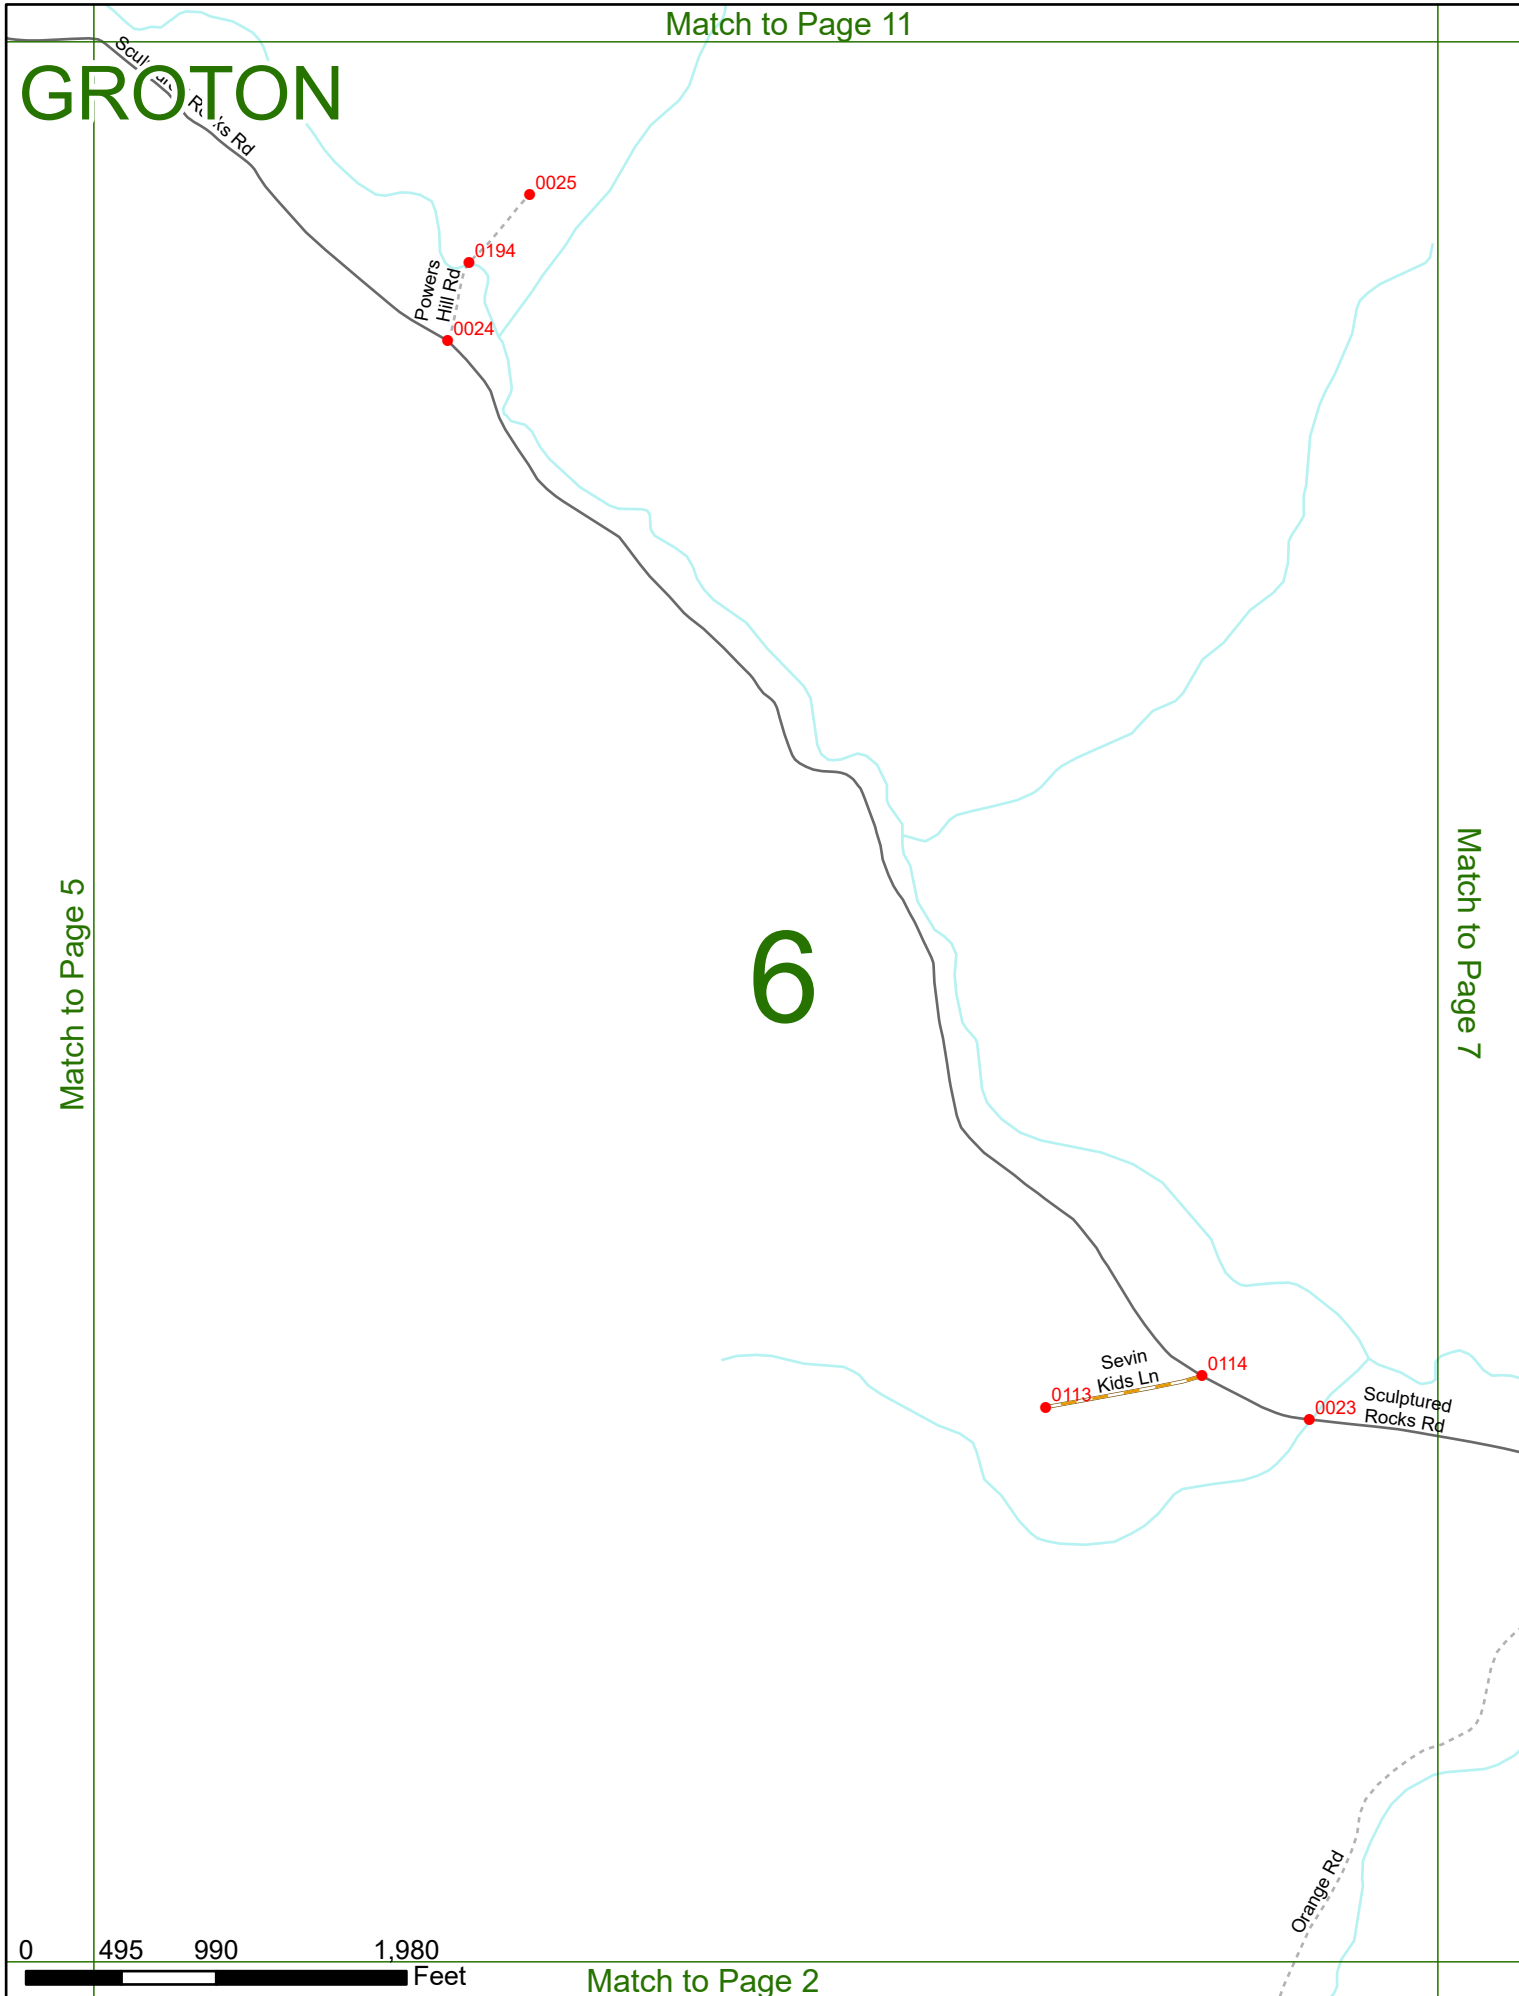 Match to Page 11
GROTON
Rd
0025
0194
Powers
Hill Rd
0024
Match to Page 5
6
Match to Page 7
Sevin
Kids Ln
0114
0113
0023
Sculptured
Rocks Rd
Orange Rd
0 495 990 1,980
Feet
Match to Page 2